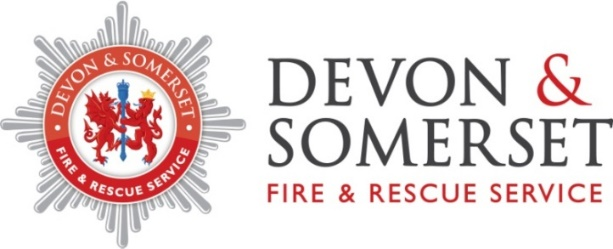 DEVON & SOMERSET
FIRE & RESCUE SERVICE
DEVON &
SOMERSET
FIRE & RESCUE SERVICE